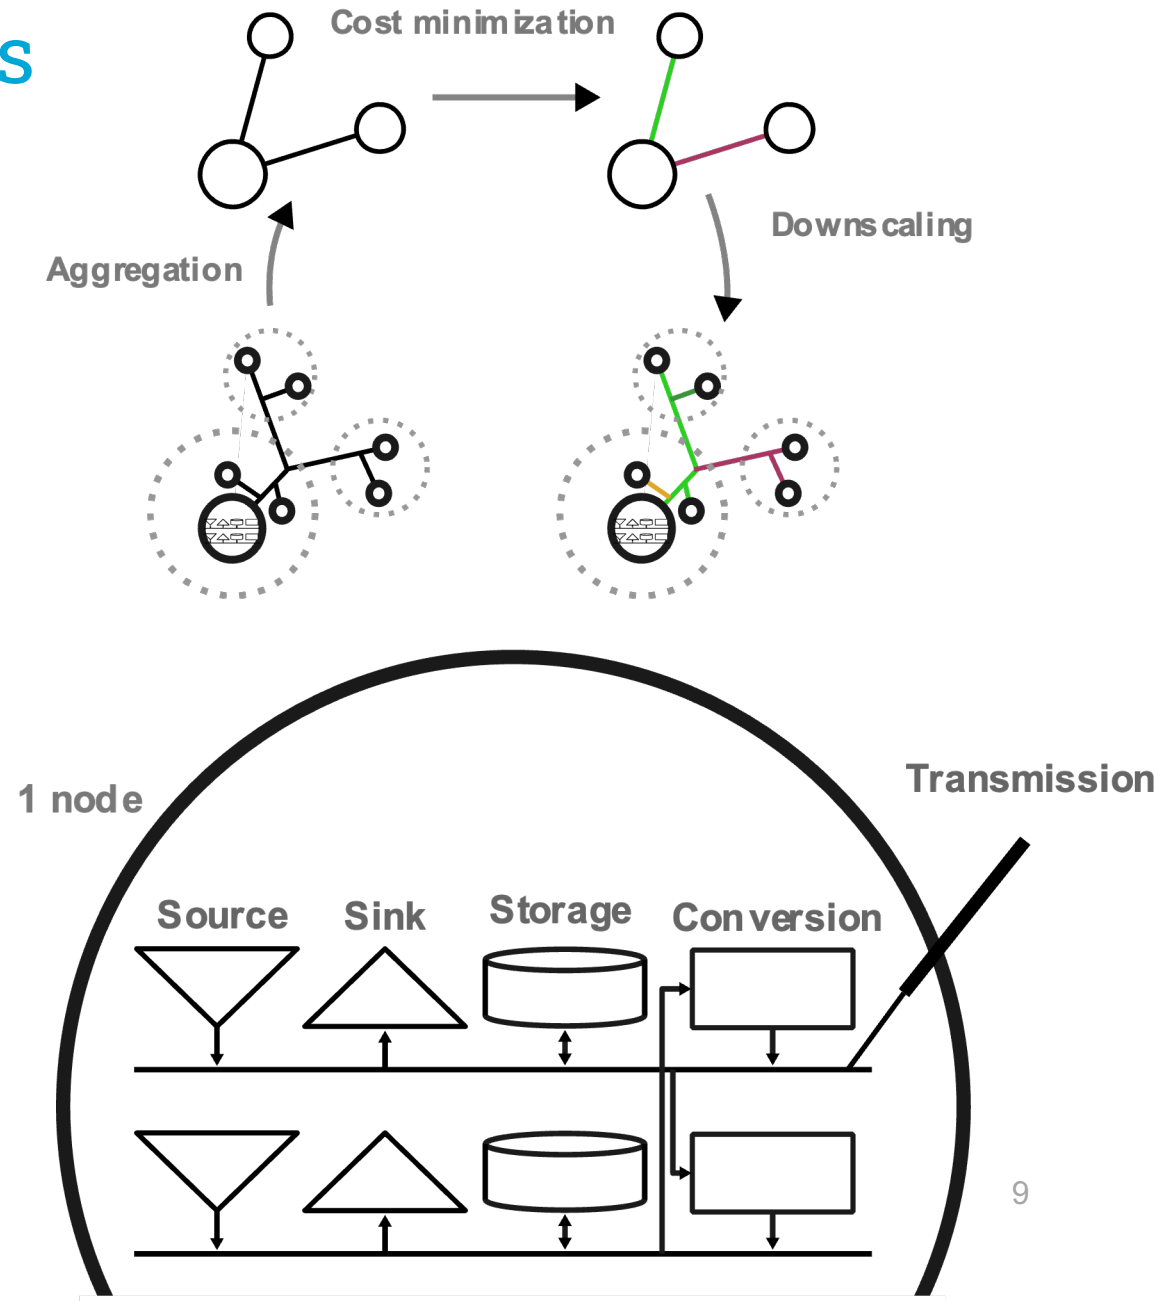 s
Cost minimization
Downscaling
Aggregation
1 node
Transmission
Source
Sink
Storage
Conversion
9